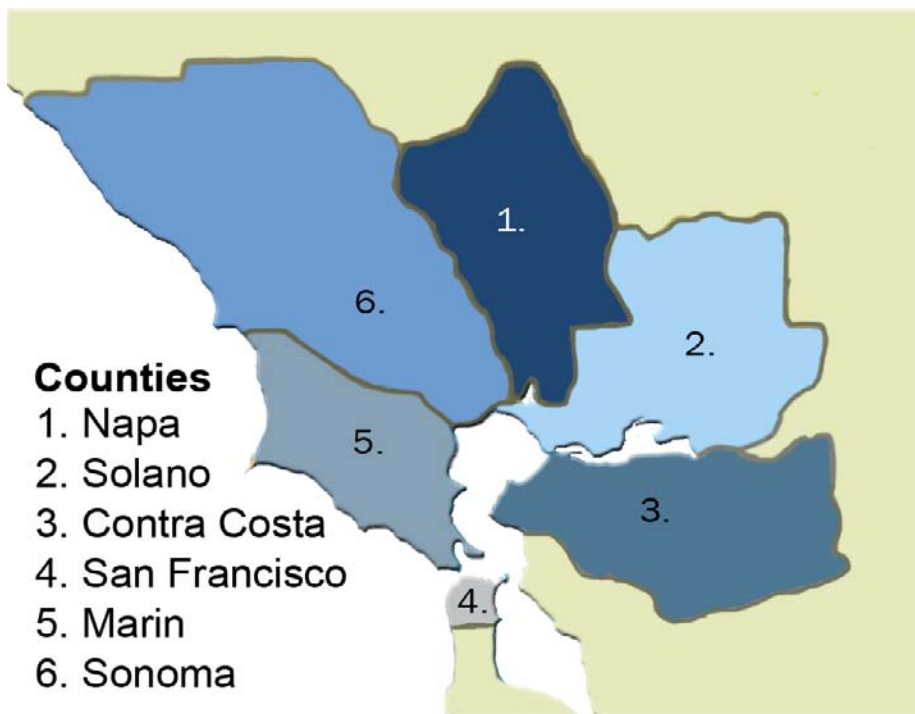 1.
2.
6.
5.
3.
4.
Counties
1. Napa
2. Solano
3. Contra Costa
4. San Francisco
5. Marin
6. Sonoma